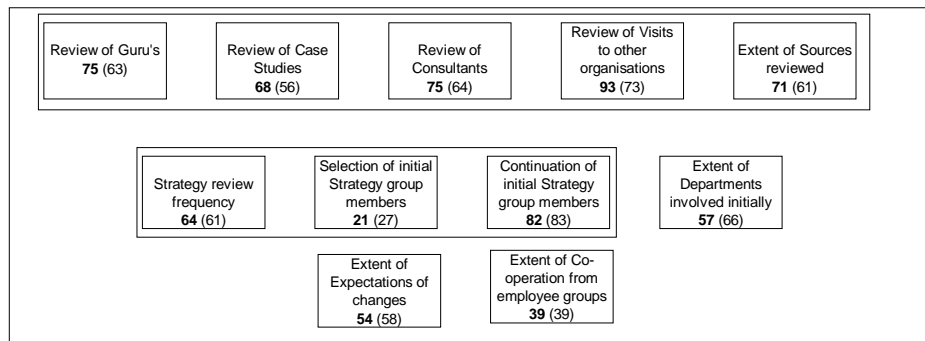 Review of Guru's
75 (63)
Review of Case
Studies
68 (56)
Review of
Consultants
75 (64)
Review of Visits
to other
organisations
93 (73)
Extent of Sources
reviewed
71 (61)
Strategy review
frequency
64 (61)
Selection of initial
Strategy group
members
21 (27)
Continuation of
initial Strategy
group members
82 (83)
Extent of
Departments
involved initially
57 (66)
Extent of
Expectations of
changes
54 (58)
Extent of Co-
operation from
employee groups
39 (39)